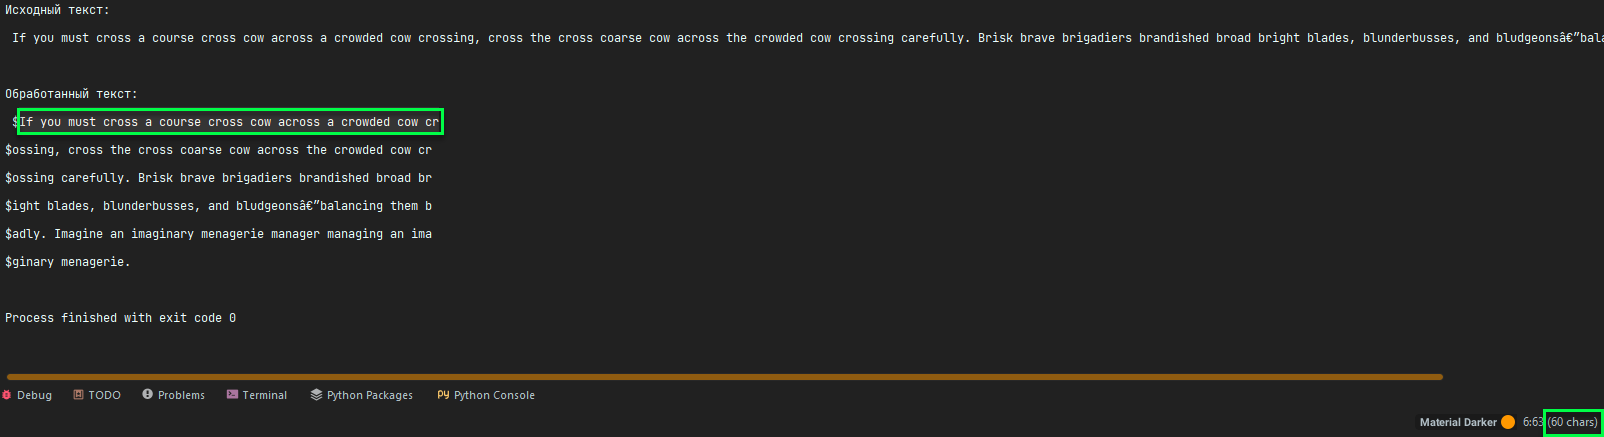 Исходный текст:
If you must cross a course cross cow across a crowded cow crossing, cross the cross coarse cow across the crowded cow crossing carefully. Brisk brave brigadiers brandished broad bright blades, blunderbusses, and bludgeonsâ€”bala
Обработанный текст:
$If you must cross a course cross cow across a crowded cow cr
$ossing, cross the cross coarse cow across the crowded cow cr
$ossing carefully. Brisk brave brigadiers brandished broad br
$ight blades, blunderbusses, and bludgeonsâ€”balancing them b
$adly. Imagine an imaginary menagerie manager managing an ima
$ginary menagerie.
Process finished with exit code 0
Debug TODO Problems Terminal Python Packages Python Console
Material Darker 6:63 (60 chars)